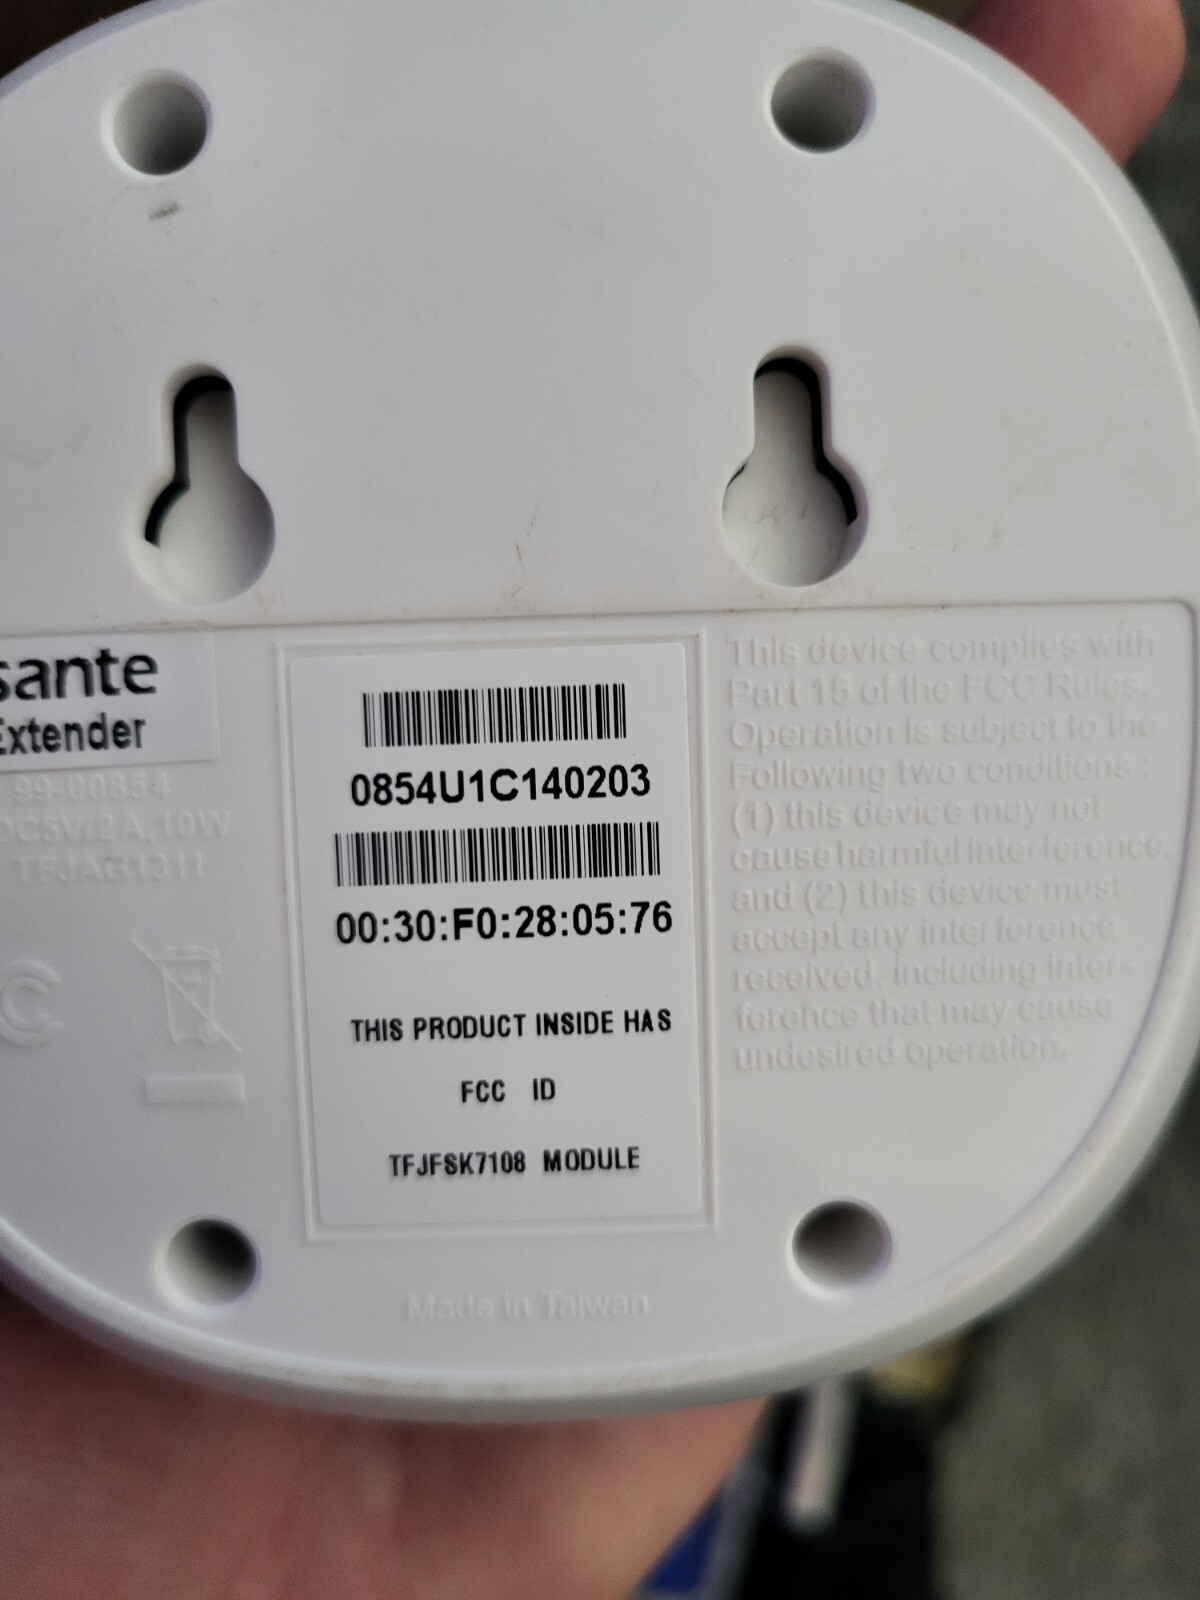 sante
Extender
99-00854
DC5V/2A,10W
TFJAG1311
0854U1C140203
00:30:F0:28:05:76
THIS PRODUCT INSIDE HAS
FCC ID
TFJFSK7108 MODULE
This device complies with
Part 15 of the FCC Rules.
Operation is subject to the
Following two conditions :
(1) this device may not
cause harmful interference,
and (2) this device must
accept any interference
received, including inter-
ference that may cause
undesired operation.
Made in Taiwan